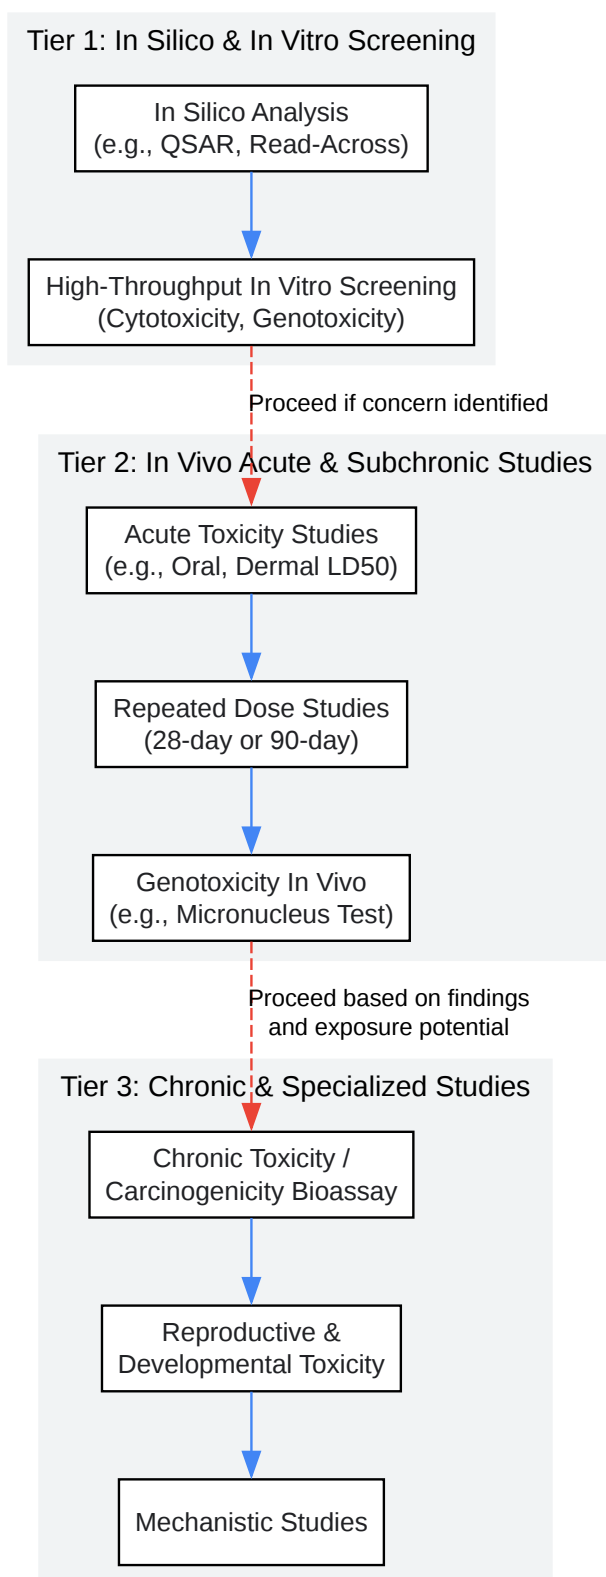 Tier 1: In Silico & In Vitro Screening
In Silico Analysis
(e.g., QSAR, Read-Across)
High-Throughput In Vitro Screening
(Cytotoxicity, Genotoxicity)
Proceed if concern identified
Tier 2: In Vivo Acute & Subchronic Studies
Acute Toxicity Studies
(e.g., Oral, Dermal LD50)
Repeated Dose Studies
(28-day or 90-day)
Genotoxicity In Vivo
(e.g., Micronucleus Test)
Proceed based on findings
and exposure potential
Tier 3: Chronic & Specialized Studies
Chronic Toxicity /
Carcinogenicity Bioassay
Reproductive &
Developmental Toxicity
Mechanistic Studies